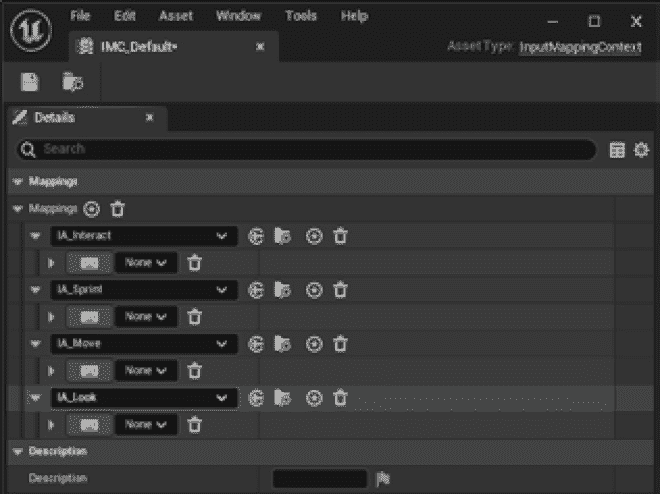 File Edit Asset Window Tools Help
IMC_Default*
Asset Type: InputMappingContext
Details
Search
Mappings
Mappings
IA_Interact
None
IA_Sprint
None
IA_Move
None
IA_Look
None
Description
Description